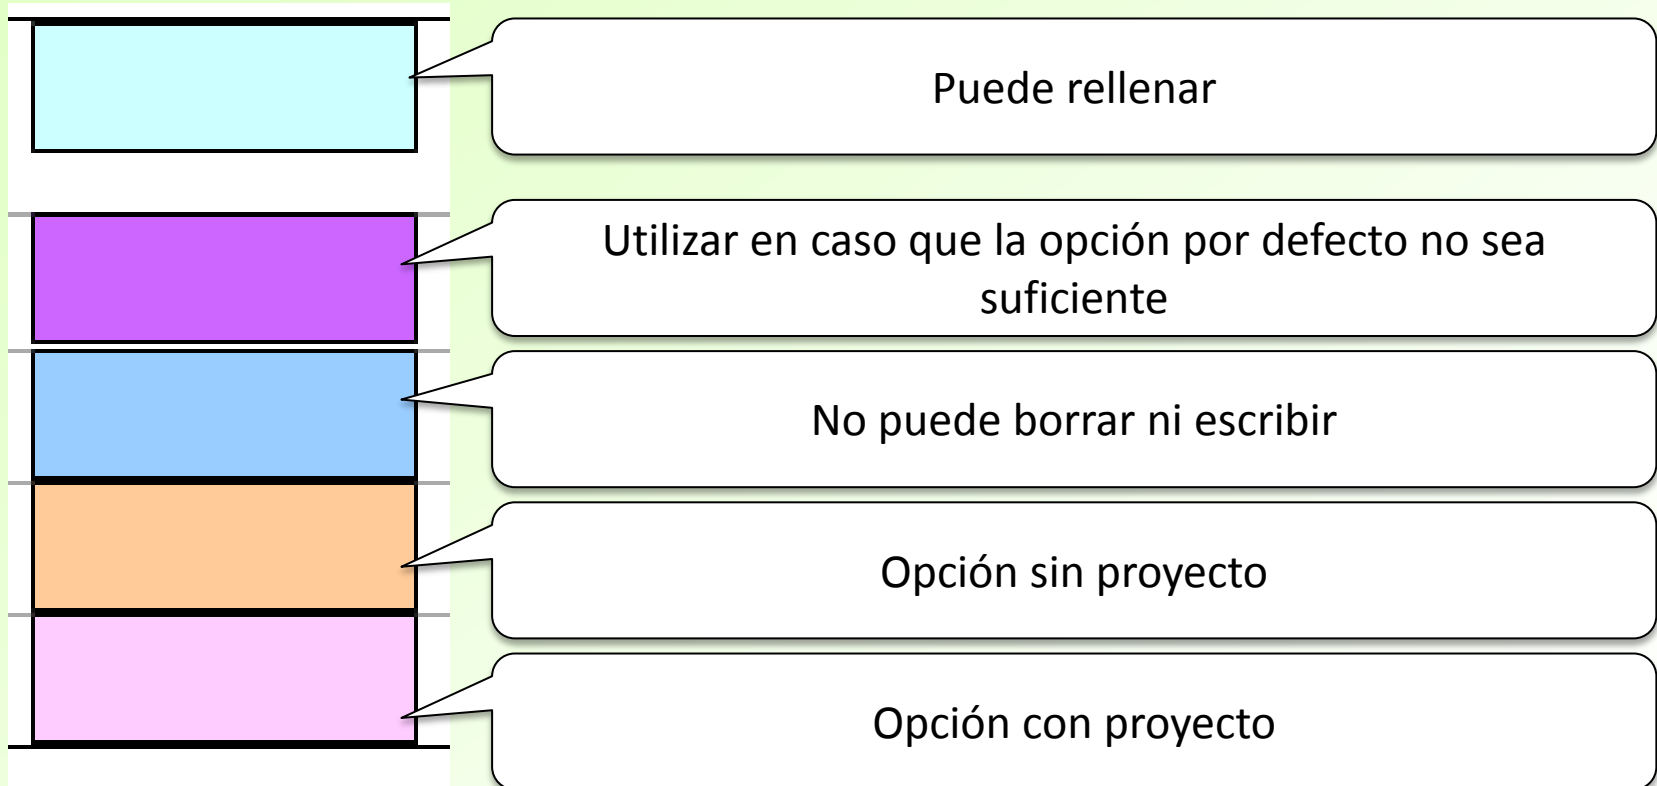 Puede rellenar
Utilizar en caso que la opción por defecto no sea
suficiente
No puede borrar ni escribir
Opción sin proyecto
Opción con proyecto